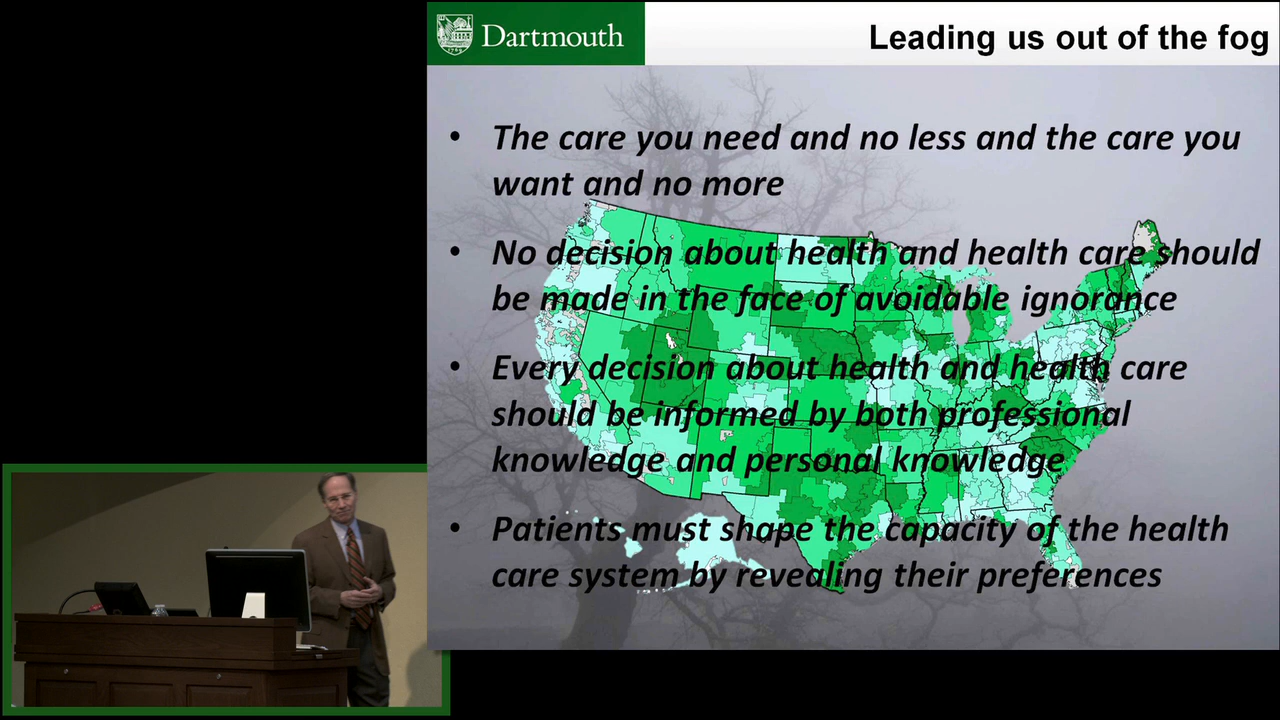 Dartmouth
Leading us out of the fog
• The care you need and no less and the care you
want and no more
• No decision about health and health care should
be made in the face of avoidable ignorance
• Every decision about health and health care
should be informed by both professional
knowledge and personal knowledge
• Patients must shape the capacity of the health
care system by revealing their preferences